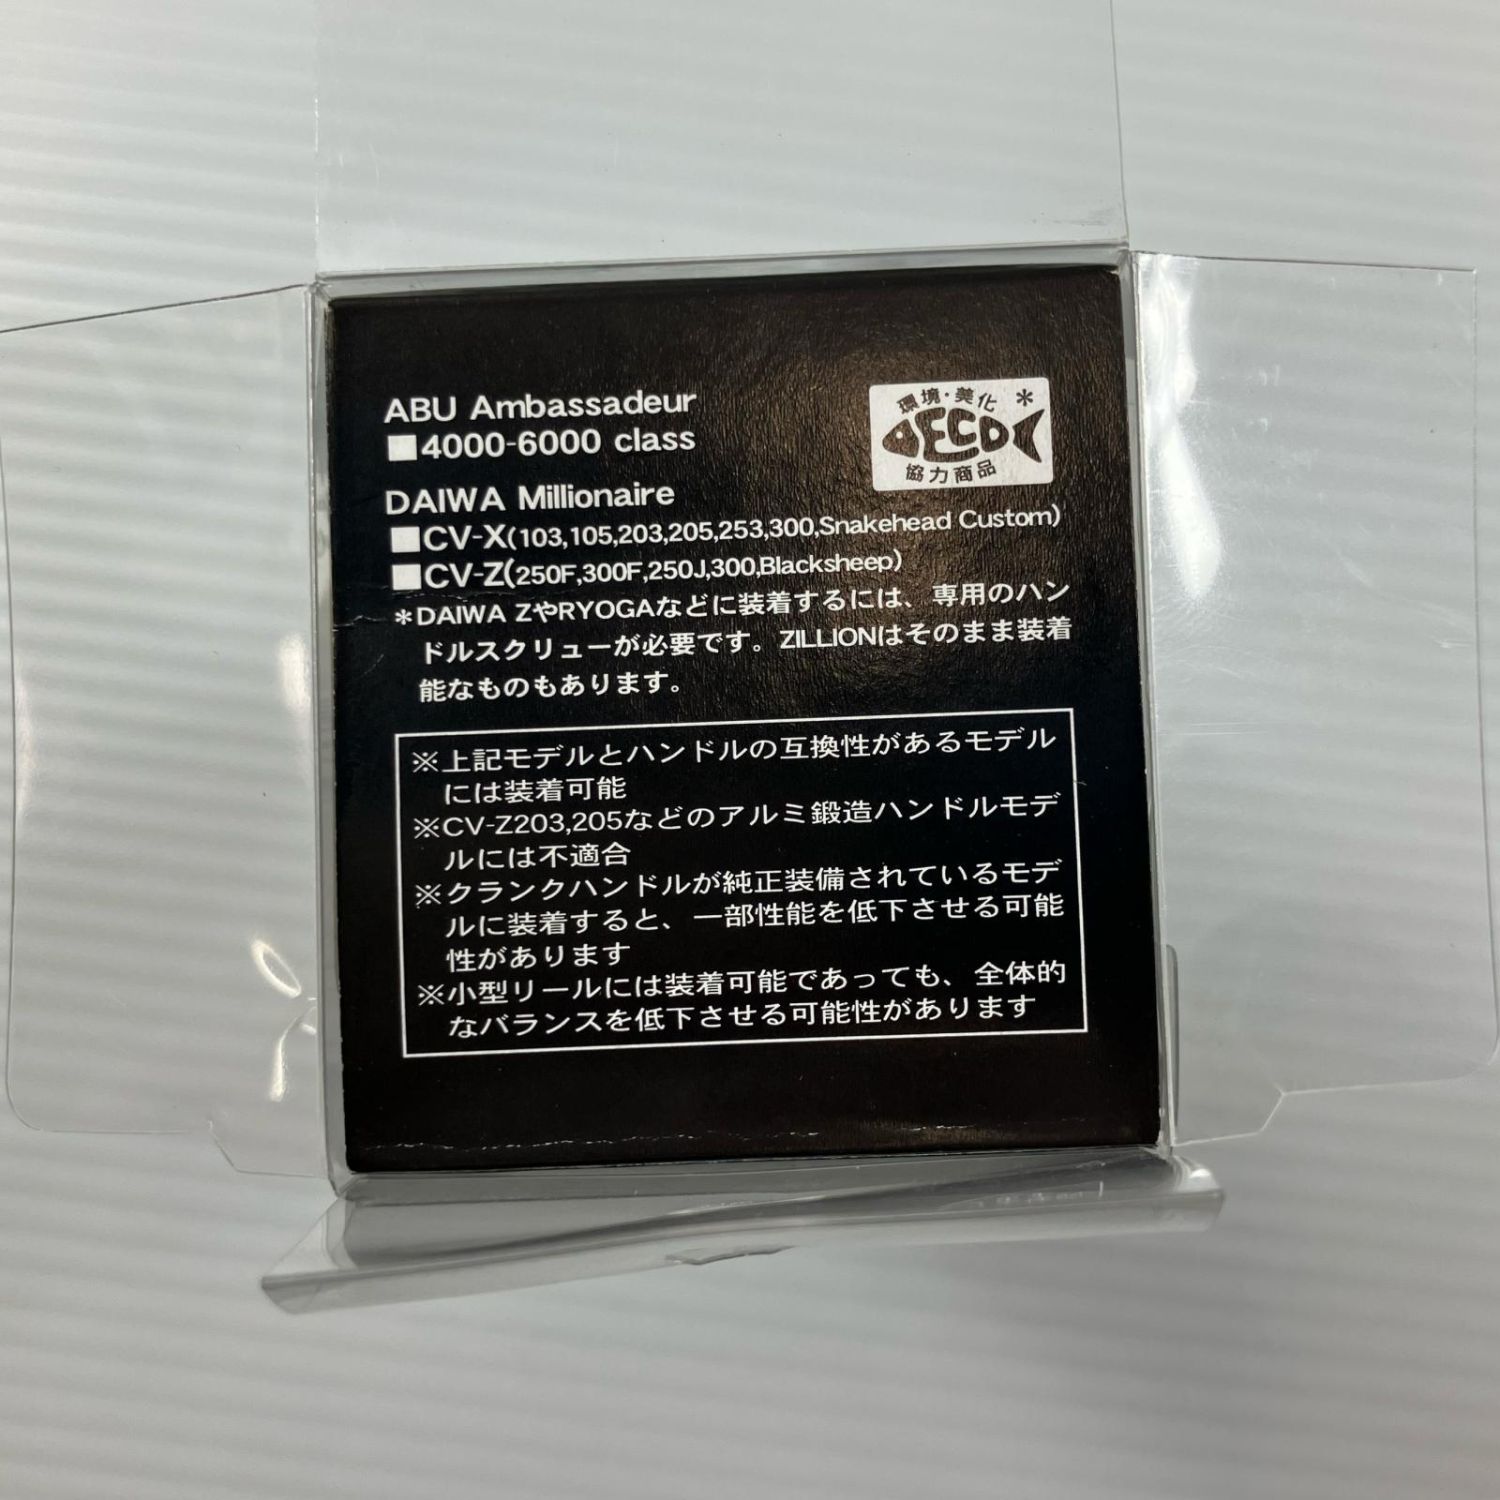 ABU Ambassadeur
■4000-6000 class
環境・美化
*
ECO
協力商品
DAIWA Millionaire
■CV-X(103,105,203,205,253,300,Snakehead Custom)
■CV-Z(250F,300F,250J,300,Blacksheep)
*DAIWA ZやRYOGAなどに装着するには、専用のハン
ドルスクリューが必要です。ZILLIONはそのまま装着
能なものもあります。
※上記モデルとハンドルの互換性があるモデル
には装着可能
※CV-Z203,205などのアルミ鍛造ハンドルモデ
ルには不適合
※クランクハンドルが純正装備されているモデ
ルに装着すると、一部性能を低下させる可能
性があります
※小型リールには装着可能であっても、全体的
なバランスを低下させる可能性があります